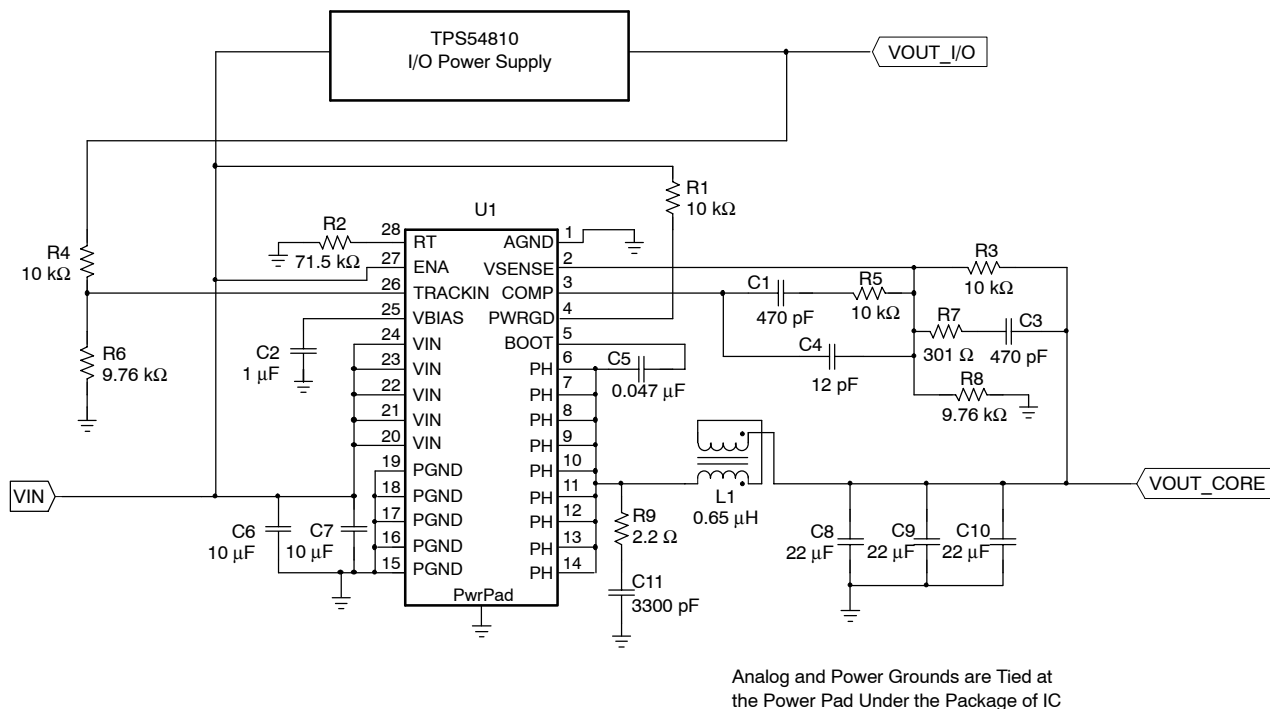 TPS54810
I/O Power Supply
VOUT_I/O
R1
10 kΩ
U1
R2
71.5 kΩ
28
RT
AGND
1
27
ENA
VSENSE
2
26
TRACKIN
COMP
3
25
VBIAS
PWRGD
4
24
VIN
BOOT
5
23
VIN
PH
6
22
VIN
PH
7
21
VIN
PH
8
20
VIN
PH
9
19
PGND
PH
10
18
PGND
PH
11
17
PGND
PH
12
16
PGND
PH
13
15
PGND
PH
14
PwrPad
R4
10 kΩ
R6
9.76 kΩ
C2
1 μF
C1
470 pF
R5
10 kΩ
R3
10 kΩ
R7
301 Ω
C3
470 pF
C4
12 pF
R8
9.76 kΩ
C5
0.047 μF
L1
0.65 μH
VIN
C6
10 μF
C7
10 μF
R9
2.2 Ω
C11
3300 pF
C8
22 μF
C9
22 μF
C10
22 μF
VOUT_CORE
Analog and Power Grounds are Tied at
the Power Pad Under the Package of IC